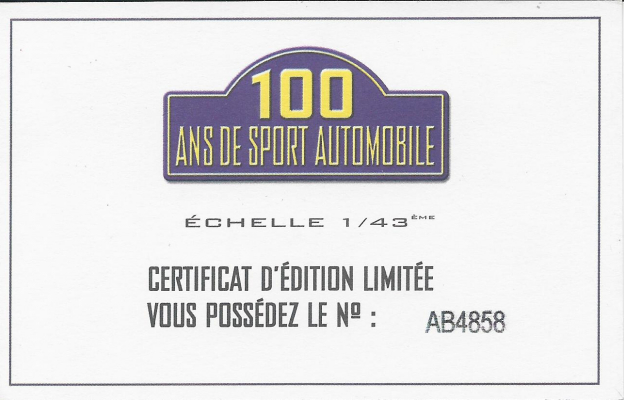 100
ANS DE SPORT AUTOMOBILE
ÉCHELLE 1/43ÈME
CERTIFICAT D'ÉDITION LIMITÉE
VOUS POSSÉDEZ LE Nº : AB4858